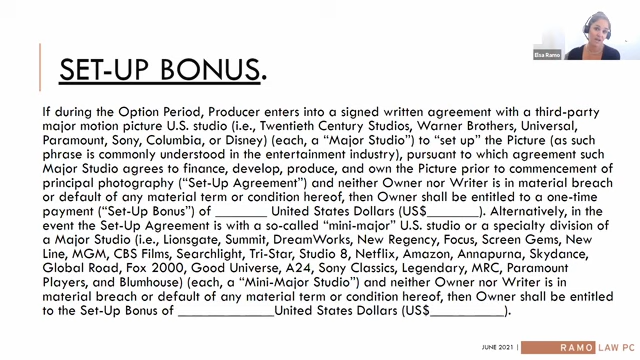 Elsa Ramo
SET-UP BONUS.
If during the Option Period, Producer enters into a signed written agreement with a third-party
major motion picture U.S. studio (i.e., Twentieth Century Studios, Warner Brothers, Universal,
Paramount, Sony, Columbia, or Disney) (each, a “Major Studio”) to “set up” the Picture (as such
phrase is commonly understood in the entertainment industry), pursuant to which agreement such
Major Studio agrees to finance, develop, produce, and own the Picture prior to commencement of
principal photography (“Set-Up Agreement”) and neither Owner nor Writer is in material breach
or default of any material term or condition hereof, then Owner shall be entitled to a one-time
payment (“Set-Up Bonus”) of ________ United States Dollars (US$________). Alternatively, in the
event the Set-Up Agreement is with a so-called “mini-major” U.S. studio or a specialty division of
a Major Studio (i.e., Lionsgate, Summit, DreamWorks, New Regency, Focus, Screen Gems, New
Line, MGM, CBS Films, Searchlight, Tri-Star, Studio 8, Netflix, Amazon, Annapurna, Skydance,
Global Road, Fox 2000, Good Universe, A24, Sony Classics, Legendary, MRC, Paramount
Players, and Blumhouse) (each, a “Mini-Major Studio”) and neither Owner nor Writer is in
material breach or default of any material term or condition hereof, then Owner shall be entitled
to the Set-Up Bonus of ______________United States Dollars (US$___________).
JUNE 2021 |
RAMO LAW PC